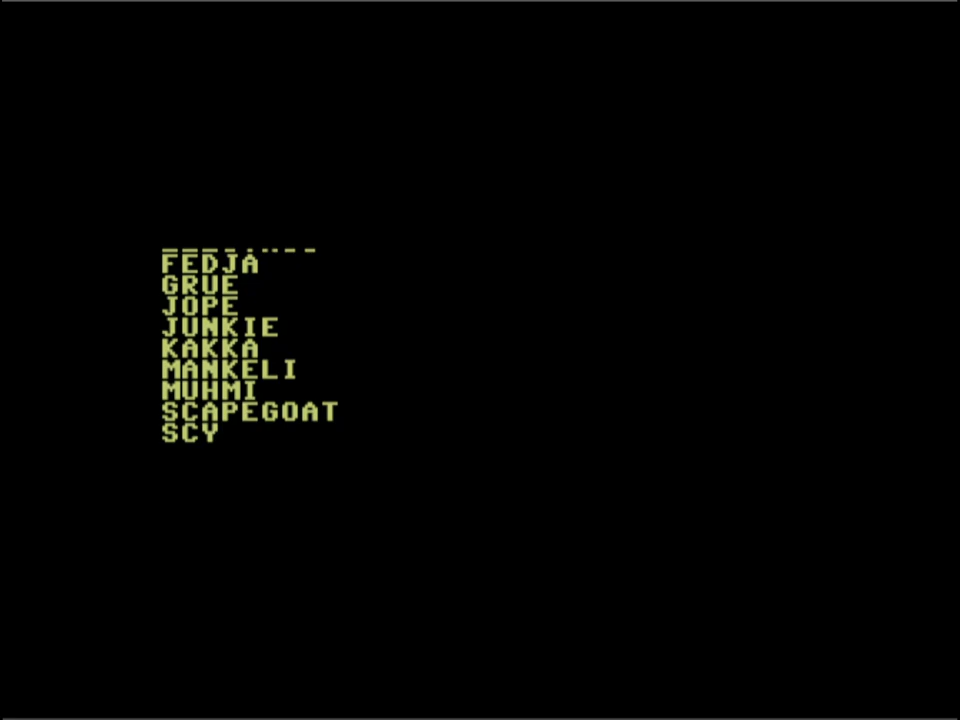 FEDJA
GRUE
JOPE
JUNKIE
KAKKA
MANKELI
MUHMI
SCAPEGOAT
SCY